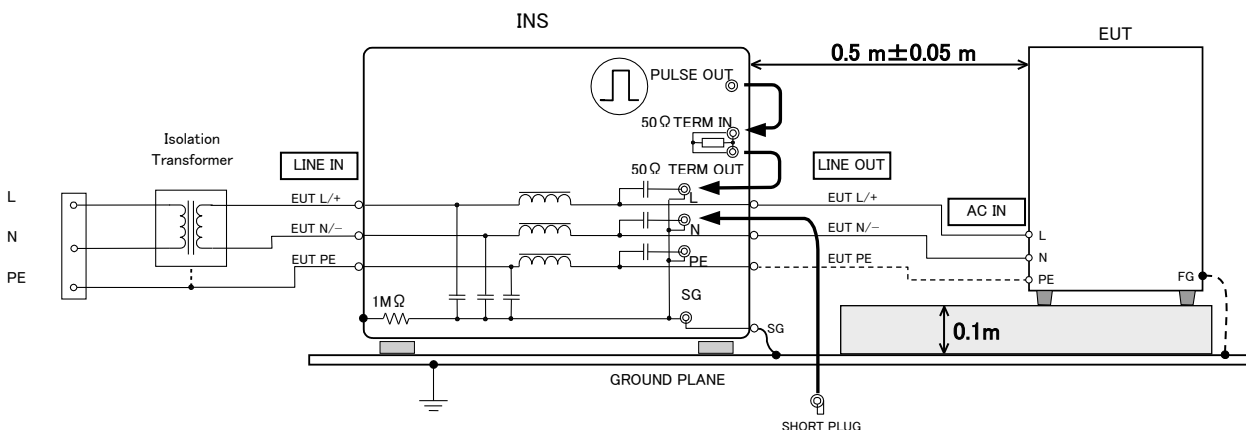 INS
EUT
0.5 m±0.05 m
PULSE OUT
50Ω TERM IN
Isolation
Transformer
LINE IN
50Ω TERM OUT
LINE OUT
L
EUT L/+
L
EUT L/+
AC IN
N
EUT N/−
N
EUT N/−
L
N
PE
EUT PE
PE
EUT PE
PE
FG
1MΩ
SG
SG
0.1m
GROUND PLANE
SHORT PLUG